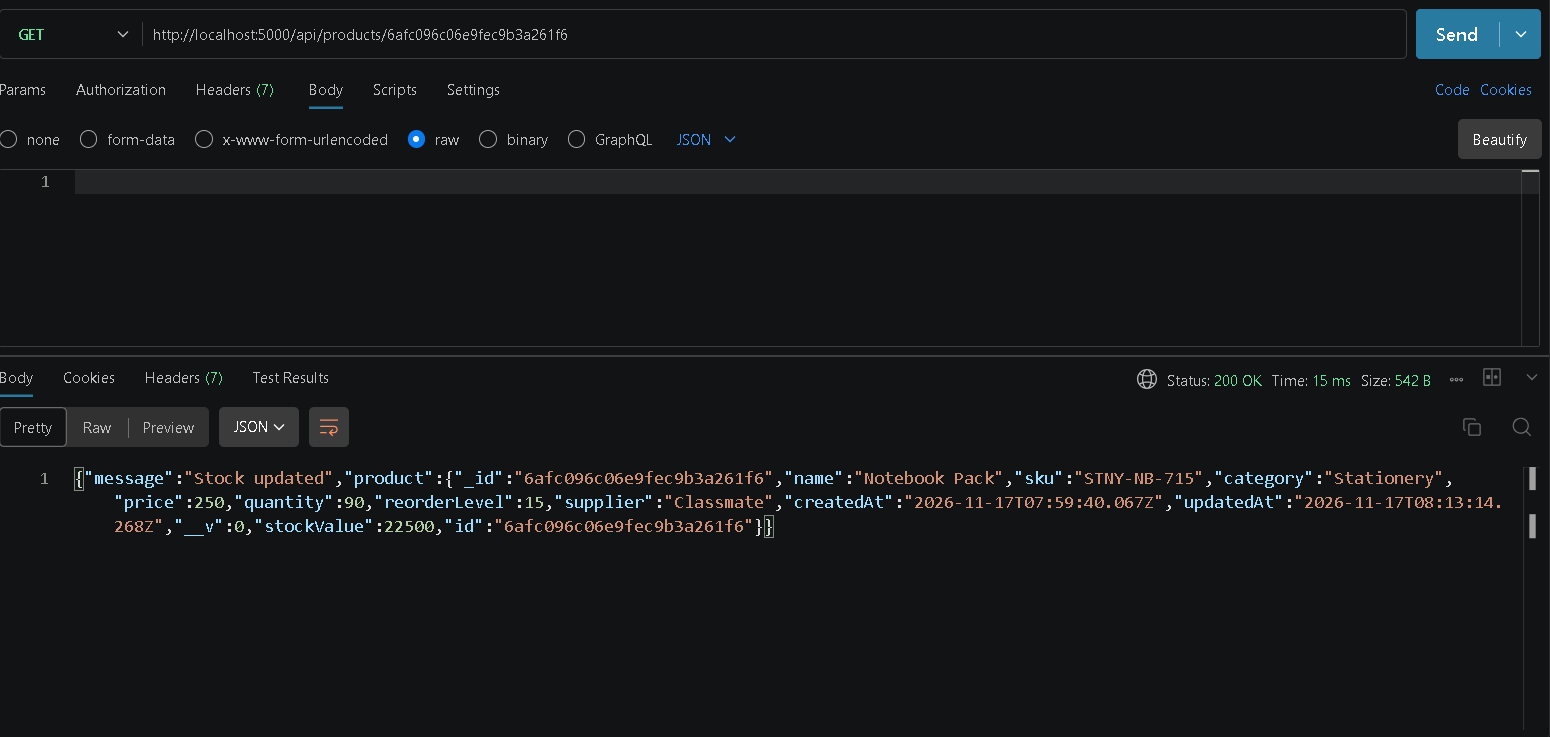 GET http://localhost:5000/api/products/6afc096c06e9fec9b3a261f6 Send
Params Authorization Headers (7) Body Scripts Settings Code Cookies
none form-data x-www-form-urlencoded raw binary GraphQL JSON Beautify
1
Body Cookies Headers (7) Test Results Status: 200 OK Time: 15 ms Size: 542 B
Pretty Raw Preview JSON
1 {"message":"Stock updated","product":{"_id":"6afc096c06e9fec9b3a261f6","name":"Notebook Pack","sku":"STNY-NB-715","category":"Stationery",
"price":250,"quantity":90,"reorderLevel":15,"supplier":"Classmate","createdAt":"2026-11-17T07:59:40.067Z","updatedAt":"2026-11-17T08:13:14.
268Z","__v":0,"stockValue":22500,"id":"6afc096c06e9fec9b3a261f6"}}